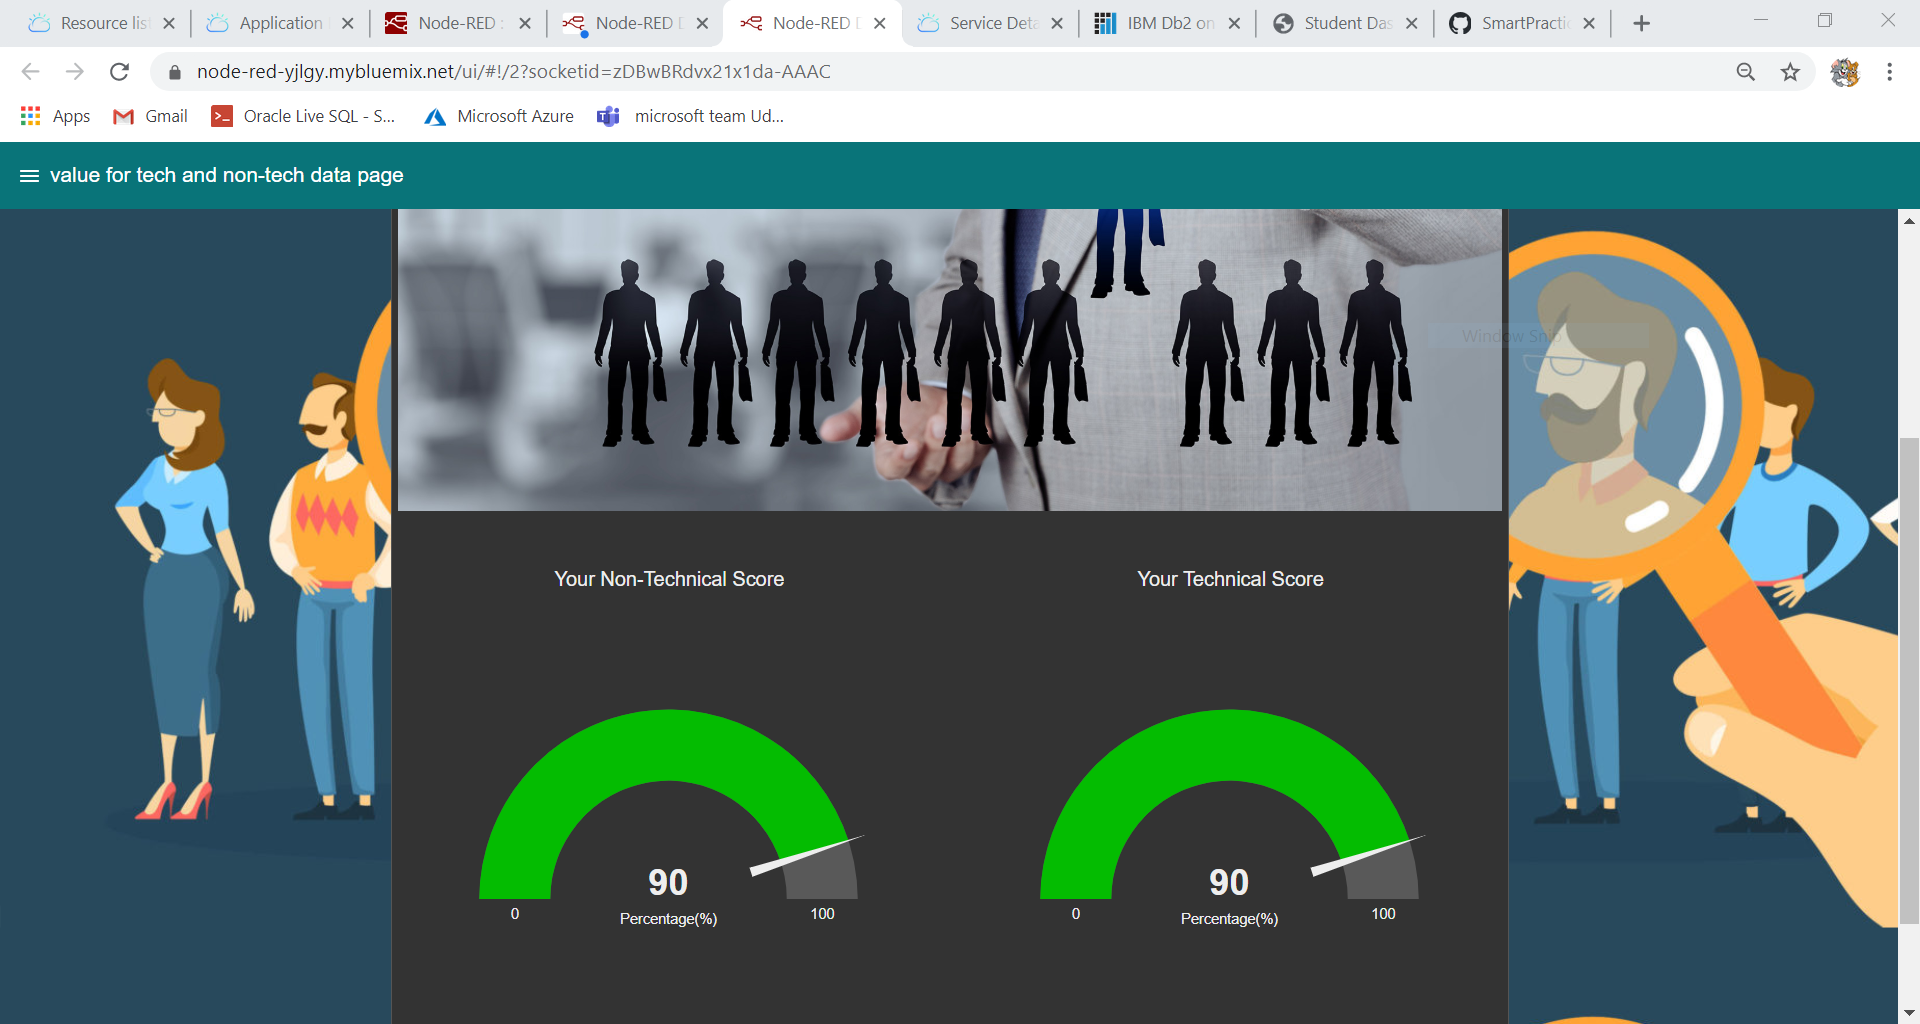 Resource lis
Application
Node-RED :
Node-RED D
Node-RED D
Service Deta
IBM Db2 on
Student Das
SmartPractic
node-red-yjlgy.mybluemix.net/ui/#!/2?socketid=zDBwBRdvx21x1da-AAAC
Apps
Gmail
Oracle Live SQL - S...
Microsoft Azure
microsoft team Ud...
value for tech and non-tech data page
Window Snip
Your Non-Technical Score
Your Technical Score
90
0
Percentage(%)
100
90
0
Percentage(%)
100